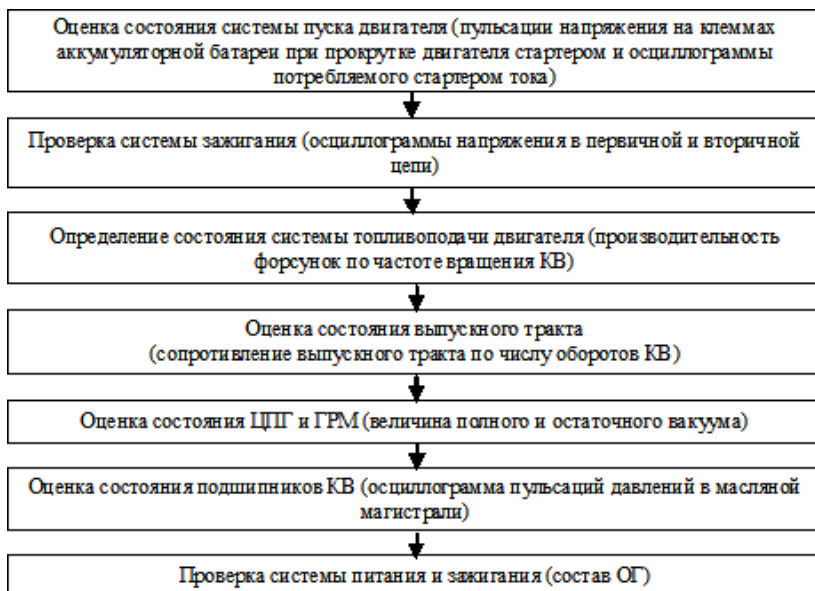 Оценка состояния системы пуска двигателя (пульсации напряжения на клеммах
аккумуляторной батареи при прокрутке двигателя стартером и осциллограммы
потребляемого стартером тока)
Проверка системы зажигания (осциллограммы напряжения в первичной и вторичной
цепи)
Определение состояния системы топливоподачи двигателя (производительность
форсунок по частоте вращения КВ)
Оценка состояния выпускного тракта
(сопротивление выпускного тракта по числу оборотов КВ)
Оценка состояния ЦПГ и ГРМ (величина полного и остаточного вакуума)
Оценка состояния подшипников КВ (осциллограмма пульсаций давлений в масляной
магистрали)
Проверка системы питания и зажигания (состав ОГ)